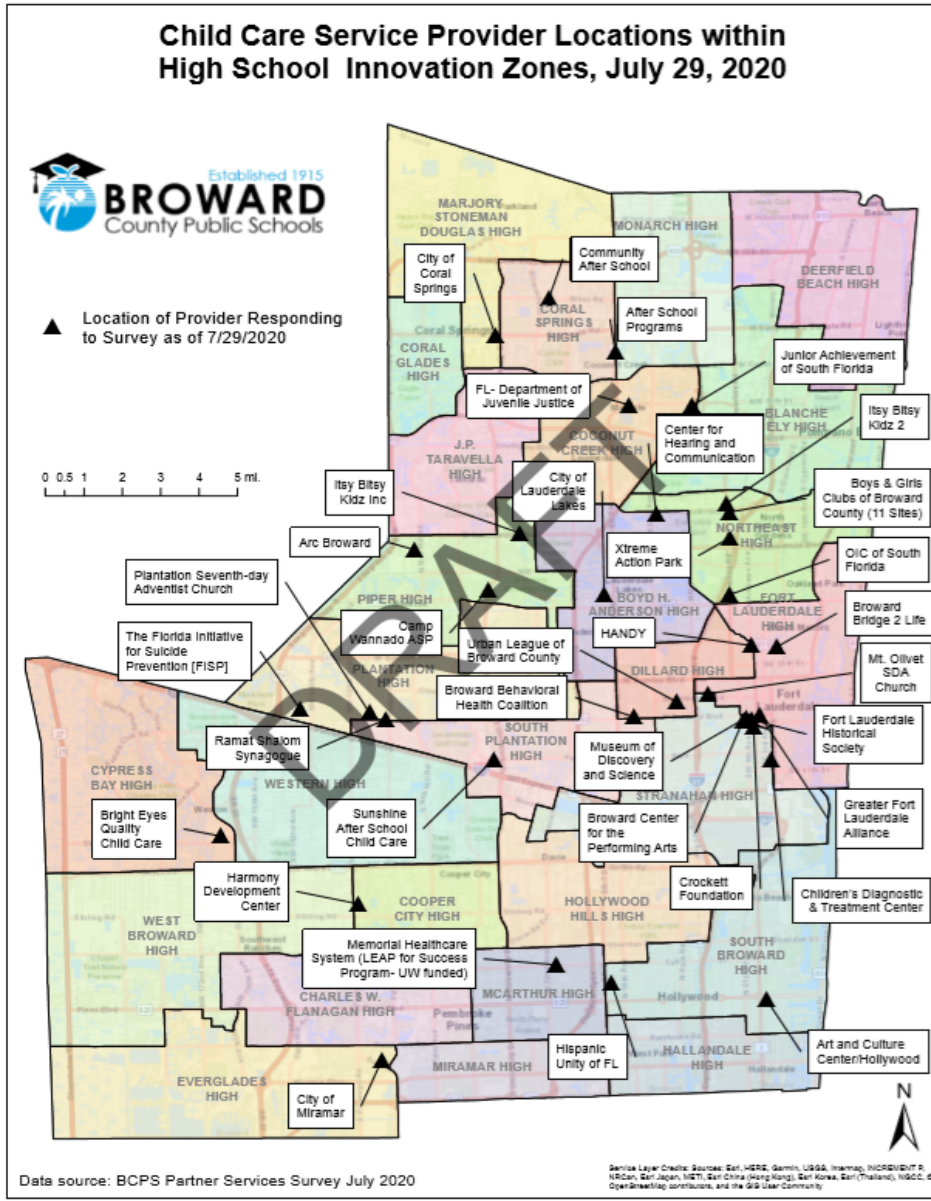 Child Care Service Provider Locations within
High School Innovation Zones, July 29, 2020
Established 1915
BROWARD
County Public Schools
Location of Provider Responding
to Survey as of 7/29/2020
0 0.5 1 2 3 4 5 mi.
MARJORY
STONEMAN
DOUGLAS HIGH
MONARCH HIGH
DEERFIELD
BEACH HIGH
City of
Coral
Springs
Community
After School
CORAL
SPRINGS
HIGH
After School
Programs
Coral Springs
CORAL
GLADES
HIGH
Junior Achievement
of South Florida
FL- Department of
Juvenile Justice
BLANCHE
ELY HIGH
Itsy Bitsy
Kidz 2
COCONUT
CREEK HIGH
Center for
Hearing and
Communication
J.P.
TARAVELLA
HIGH
City of
Lauderdale
Lakes
Itsy Bitsy
Kidz Inc
Boys & Girls
Clubs of Broward
County (11 Sites)
NORTHEAST
HIGH
Arc Broward
Xtreme
Action Park
OIC of South
Florida
Plantation Seventh-day
Adventist Church
PIPER HIGH
BOYD H.
ANDERSON HIGH
FORT
LAUDERDALE
HIGH
Camp
Wannado ASP
HANDY
Broward
Bridge 2 Life
The Florida Initiative
for Suicide
Prevention [FISP]
Urban League of
Broward County
PLANTATION
HIGH
DILLARD HIGH
Mt. Olivet
SDA
Church
Broward Behavioral
Health Coalition
Fort
Lauderdale
Ramat Shalom
Synagogue
SOUTH
PLANTATION
HIGH
Museum of
Discovery
and Science
Fort Lauderdale
Historical
Society
CYPRESS
BAY HIGH
WESTERN HIGH
STRANAHAN HIGH
Bright Eyes
Quality
Child Care
Sunshine
After School
Child Care
Broward Center
for the
Performing Arts
Greater Fort
Lauderdale
Alliance
Harmony
Development
Center
Cooper City
COOPER
CITY HIGH
Crockett
Foundation
Children's Diagnostic
& Treatment Center
HOLLYWOOD
HILLS HIGH
WEST
BROWARD
HIGH
Memorial Healthcare
System (LEAP for Success
Program- UW funded)
SOUTH
BROWARD
HIGH
MCARTHUR HIGH
CHARLES W.
FLANAGAN HIGH
Hollywood
Pembroke
Pines
Hispanic
Unity of FL
Art and Culture
Center/Hollywood
MIRAMAR HIGH
HALLANDALE
HIGH
EVERGLADES
HIGH
City of
Miramar
DRAFT
N
Data source: BCPS Partner Services Survey July 2020